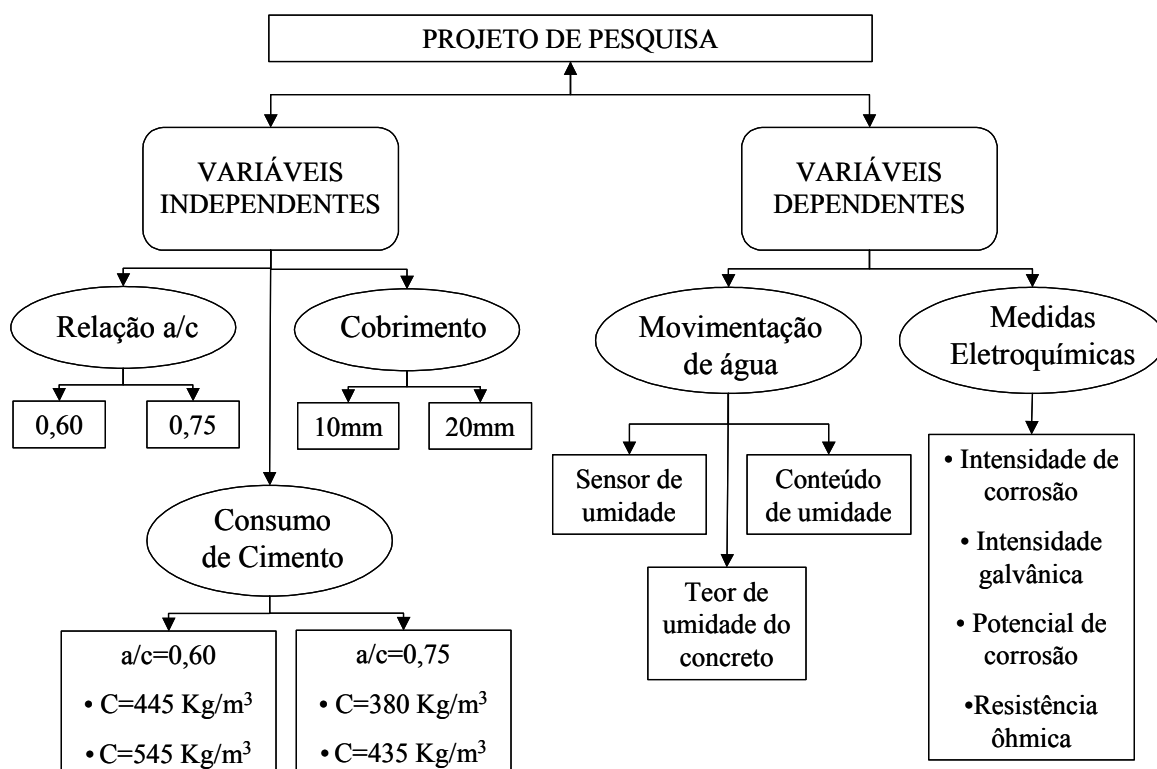 PROJETO DE PESQUISA
VARIÁVEIS
INDEPENDENTES
VARIÁVEIS
DEPENDENTES
Relação a/c
Cobrimento
Movimentação
de água
Medidas
Eletroquímicas
0,60
0,75
10mm
20mm
Sensor de
umidade
Conteúdo
de umidade
• Intensidade de
corrosão
• Intensidade
galvânica
• Potencial de
corrosão
•Resistência
ôhmica
Consumo
de Cimento
Teor de
umidade do
concreto
a/c=0,60
• C=445 Kg/m³
• C=545 Kg/m³
a/c=0,75
• C=380 Kg/m³
• C=435 Kg/m³